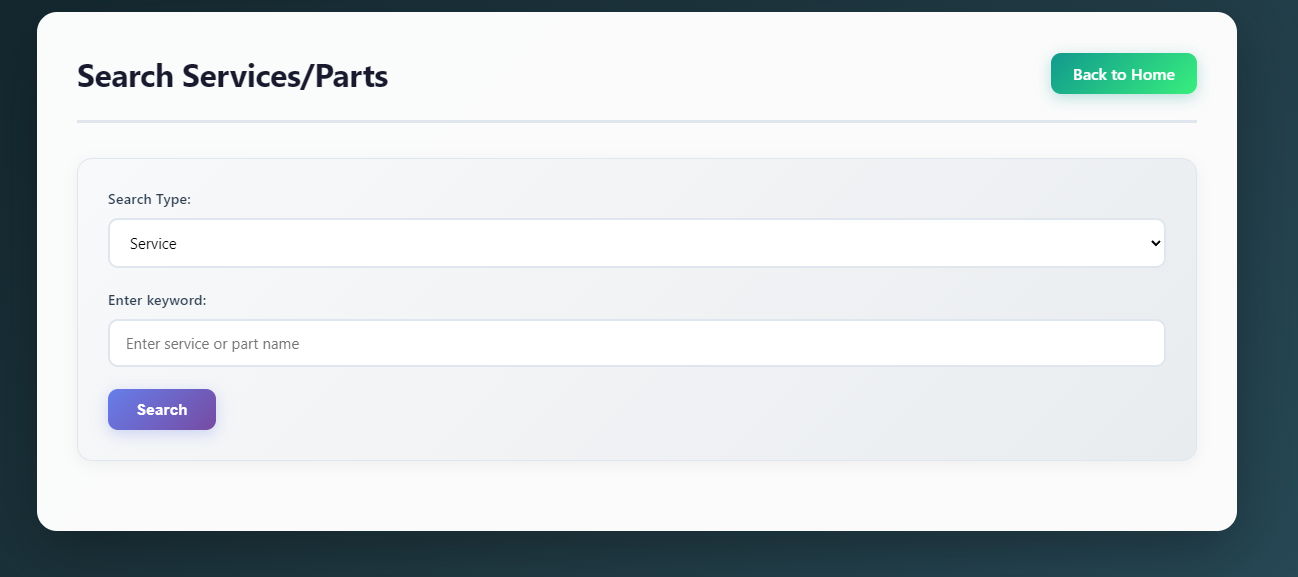 Search Services/Parts
Back to Home
Search Type:
Service
Enter keyword:
Enter service or part name
Search